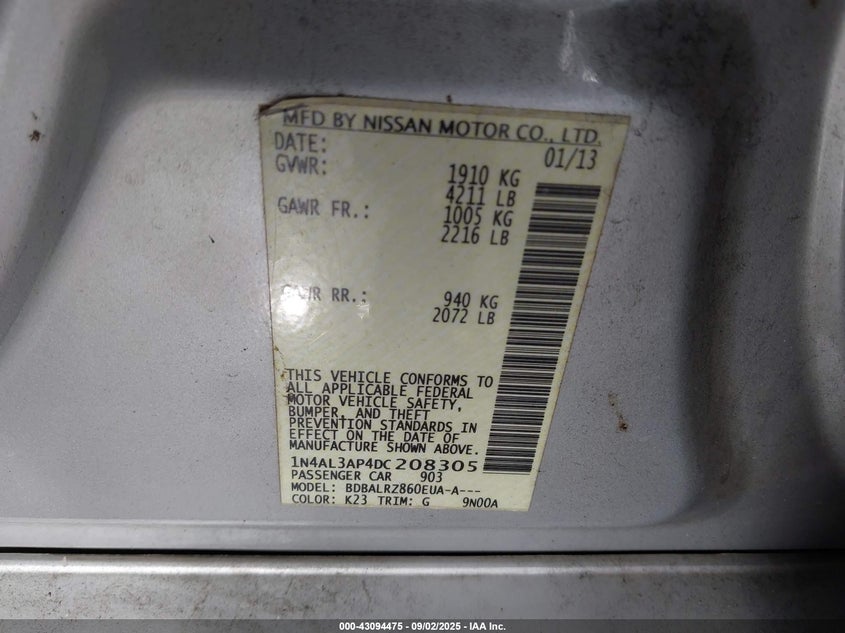 MFD BY NISSAN MOTOR CO., LTD.
DATE: 01/13
GVWR: 1910 KG
4211 LB
GAWR FR.: 1005 KG
2216 LB
GAWR RR.: 940 KG
2072 LB
THIS VEHICLE CONFORMS TO
ALL APPLICABLE FEDERAL
MOTOR VEHICLE SAFETY,
BUMPER, AND THEFT
PREVENTION STANDARDS IN
EFFECT ON THE DATE OF
MANUFACTURE SHOWN ABOVE.
1N4AL3AP4DC208305
PASSENGER CAR 903
MODEL: BDBALRZ860EUA-A---
COLOR: K23 TRIM: G 9N00A
000-43094475 - 09/02/2025 - IAA Inc.